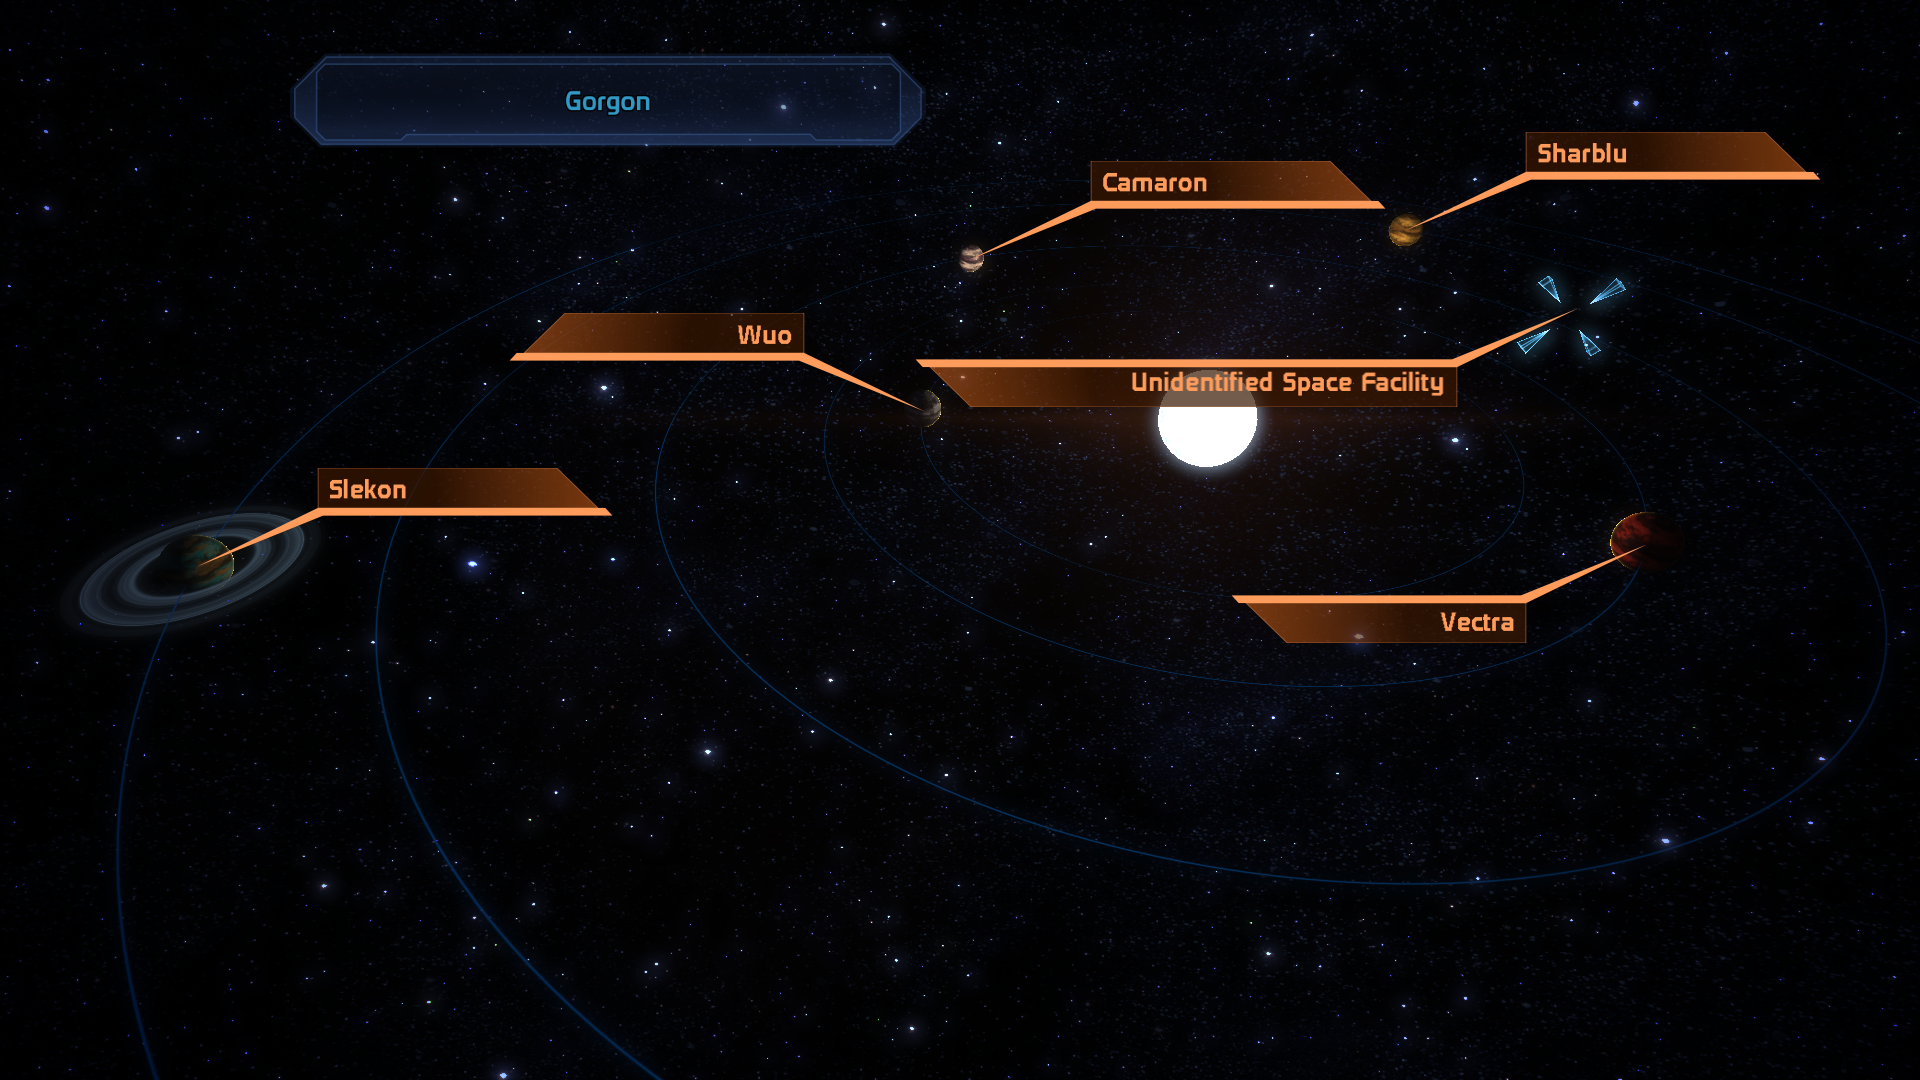 Gorgon
Sharblu
Camaron
Wuo
Unidentified Space Facility
Slekon
Vectra